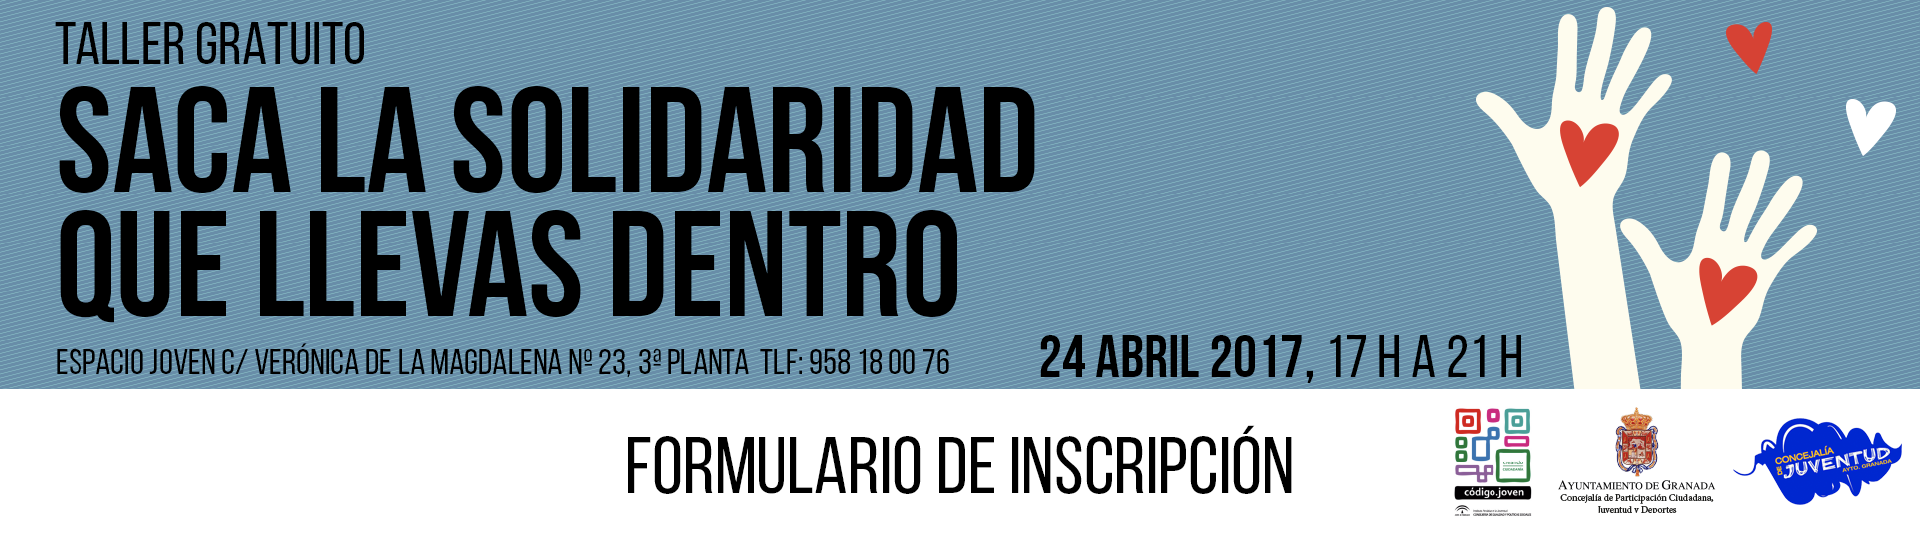 TALLER GRATUITO
SACA LA SOLIDARIDAD
QUE LLEVAS DENTRO
ESPACIO JOVEN C/ VERÓNICA DE LA MAGDALENA Nº 23, 3ª PLANTA TLF: 958 18 00 76
24 ABRIL 2017, 17 H A 21 H
FORMULARIO DE INSCRIPCIÓN
CIUDADANÍA
código.joven
AYUNTAMIENTO DE GRANADA
Concejalía de Participación Ciudadana,
Juventud y Deportes
CONCEJALÍA
DE JUVENTUD
AYTO. GRANADA